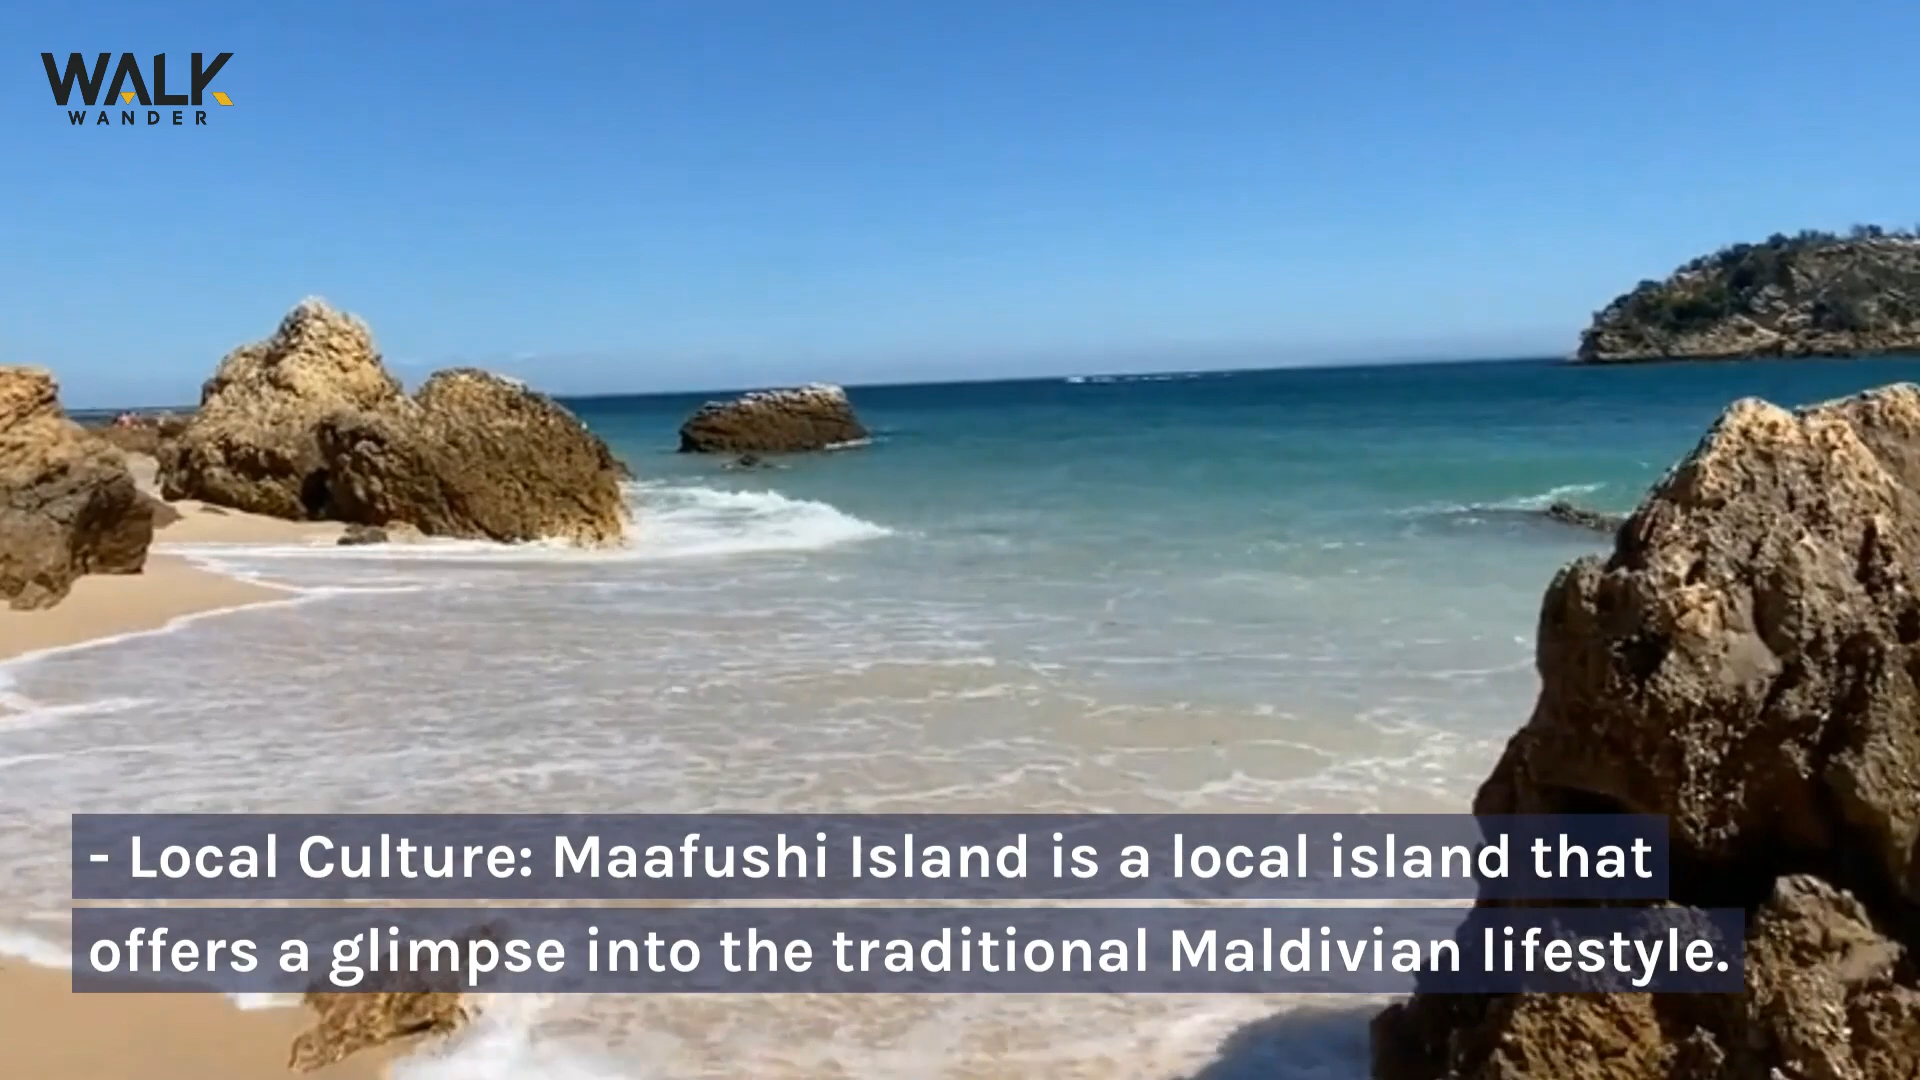 WALK
WANDER
- Local Culture: Maafushi Island is a local island that
offers a glimpse into the traditional Maldivian lifestyle.